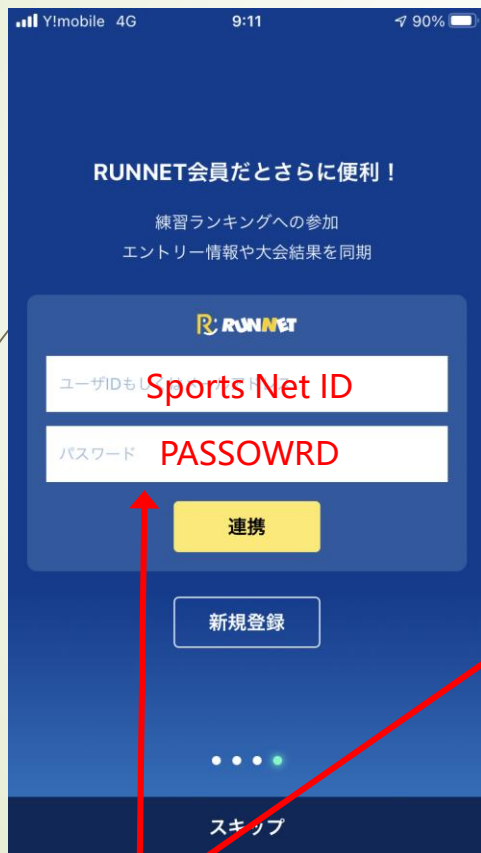 Y!mobile 4G 9:11 90%
RUNNET会員だとさらに便利！
練習ランキングへの参加
エントリー情報や大会結果を同期
RUNNET
ユーザIDもし
Sports Net ID
パスワード PASSOWRD
連携
新規登録
スキップ